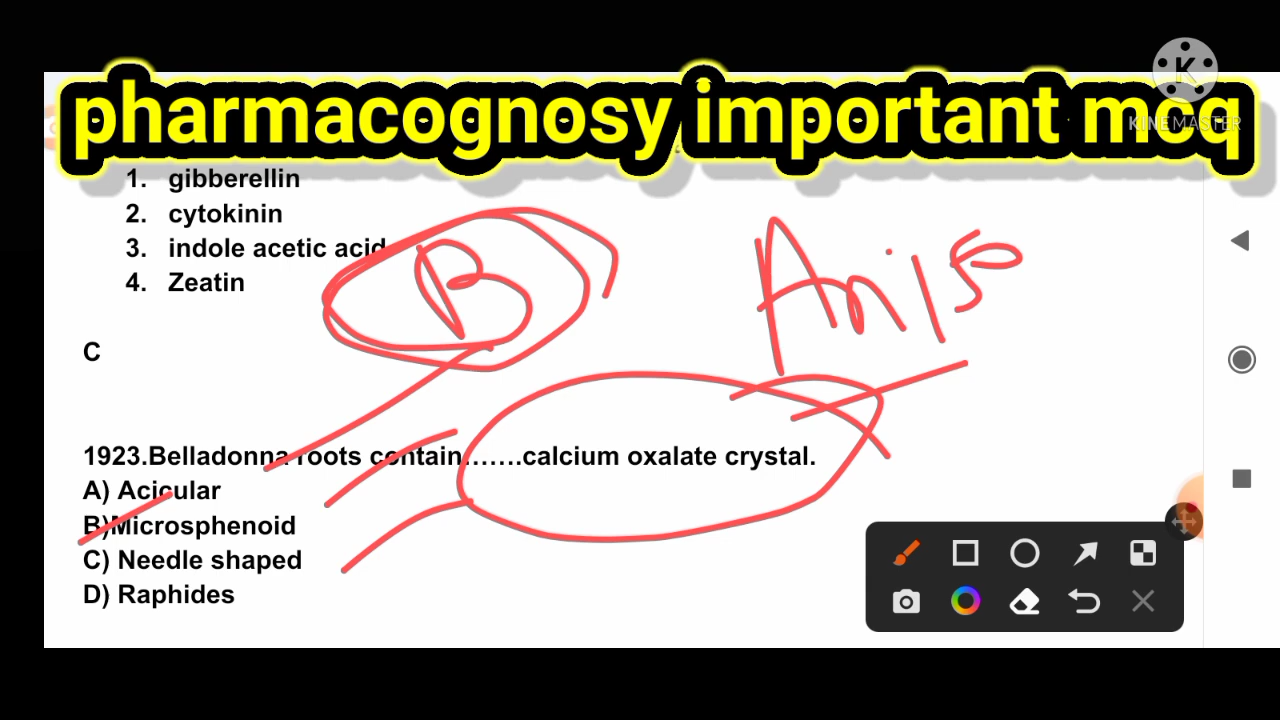 pharmacognosy important mcq
KINEMASTER
1. gibberellin
2. cytokinin
3. indole acetic acid
4. Zeatin
B
C
1923.Belladonna roots contain.......calcium oxalate crystal.
A) Acicular
B)Microsphenoid
C) Needle shaped
D) Raphides